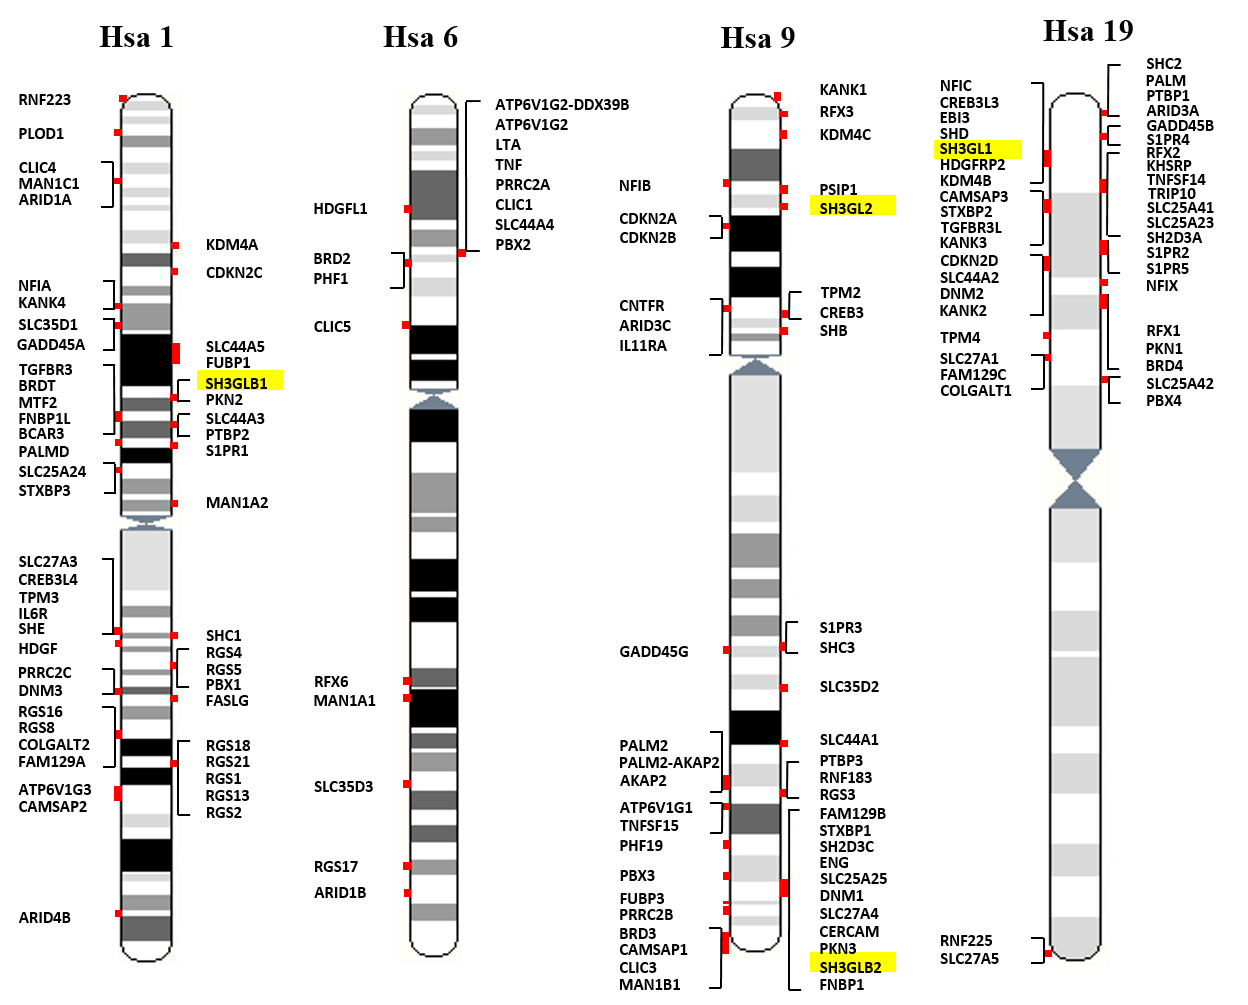 Hsa 1
RNF223
PLOD1
CLIC4
MAN1C1
ARID1A
NFIA
KANK4
SLC35D1
GADD45A
TGFBR3
BRDT
MTF2
FNBP1L
BCAR3
PALMD
SLC25A24
STXBP3
SLC27A3
CREB3L4
TPM3
IL6R
SHE
HDGF
PRRC2C
DNM3
RGS16
RGS8
COLGALT2
FAM129A
ATP6V1G3
CAMSAP2
ARID4B
KDM4A
CDKN2C
SLC44A5
FUBP1
SH3GLB1
PKN2
SLC44A3
PTBP2
S1PR1
MAN1A2
SHC1
RGS4
RGS5
PBX1
FASLG
RGS18
RGS21
RGS1
RGS13
RGS2
Hsa 6
HDGFL1
BRD2
PHF1
CLIC5
RFX6
MAN1A1
SLC35D3
RGS17
ARID1B
ATP6V1G2-DDX39B
ATP6V1G2
LTA
TNF
PRRC2A
CLIC1
SLC44A4
PBX2
Hsa 9
NFIB
CDKN2A
CDKN2B
CNTFR
ARID3C
IL11RA
GADD45G
PALM2
PALM2-AKAP2
AKAP2
ATP6V1G1
TNFSF15
PHF19
PBX3
FUBP3
PRRC2B
BRD3
CAMSAP1
CLIC3
MAN1B1
KANK1
RFX3
KDM4C
PSIP1
SH3GL2
TPM2
CREB3
SHB
S1PR3
SHC3
SLC35D2
SLC44A1
PTBP3
RNF183
RGS3
FAM129B
STXBP1
SH2D3C
ENG
SLC25A25
DNM1
SLC27A4
CERCAM
PKN3
SH3GLB2
FNBP1
Hsa 19
NFIC
CREB3L3
EBI3
SHD
SH3GL1
HDGFRP2
KDM4B
CAMSAP3
STXBP2
TGFBR3L
KANK3
CDKN2D
SLC44A2
DNM2
KANK2
TPM4
SLC27A1
FAM129C
COLGALT1
RNF225
SLC27A5
SHC2
PALM
PTBP1
ARID3A
GADD45B
S1PR4
RFX2
KHSRP
TNFSF14
TRIP10
SLC25A41
SLC25A23
SH2D3A
S1PR2
S1PR5
NFIX
RFX1
PKN1
BRD4
SLC25A42
PBX4